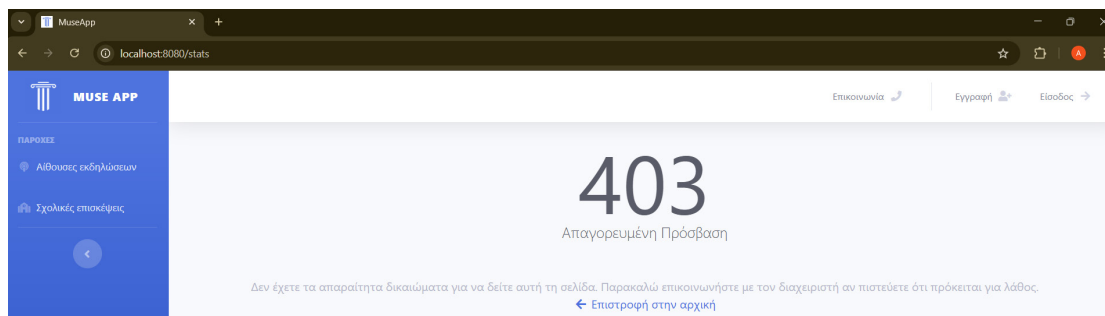 MuseApp
localhost:8080/stats
A
MUSE APP
Επικοινωνία
Εγγραφή
Είσοδος
ΠΑΡΟΧΕΣ
Αίθουσες εκδηλώσεων
Σχολικές επισκέψεις
403
Απαγορευμένη Πρόσβαση
Δεν έχετε τα απαραίτητα δικαιώματα για να δείτε αυτή τη σελίδα. Παρακαλώ επικοινωνήστε με τον διαχειριστή αν πιστεύετε ότι πρόκειται για λάθος.
Επιστροφή στην αρχική